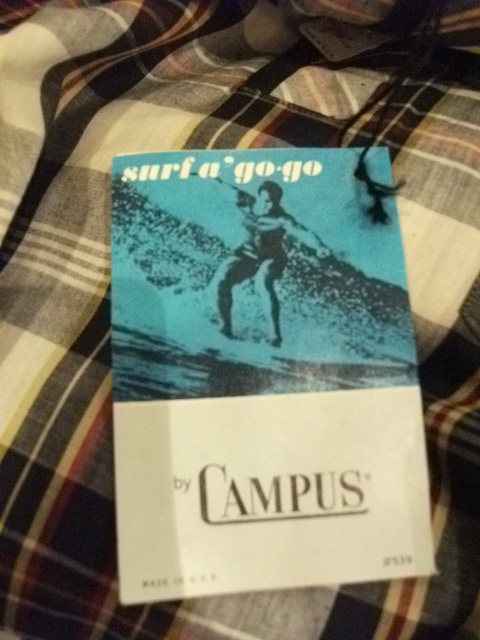 surf a'go-go
by CAMPUS®
MADE IN U.S.A.
#539